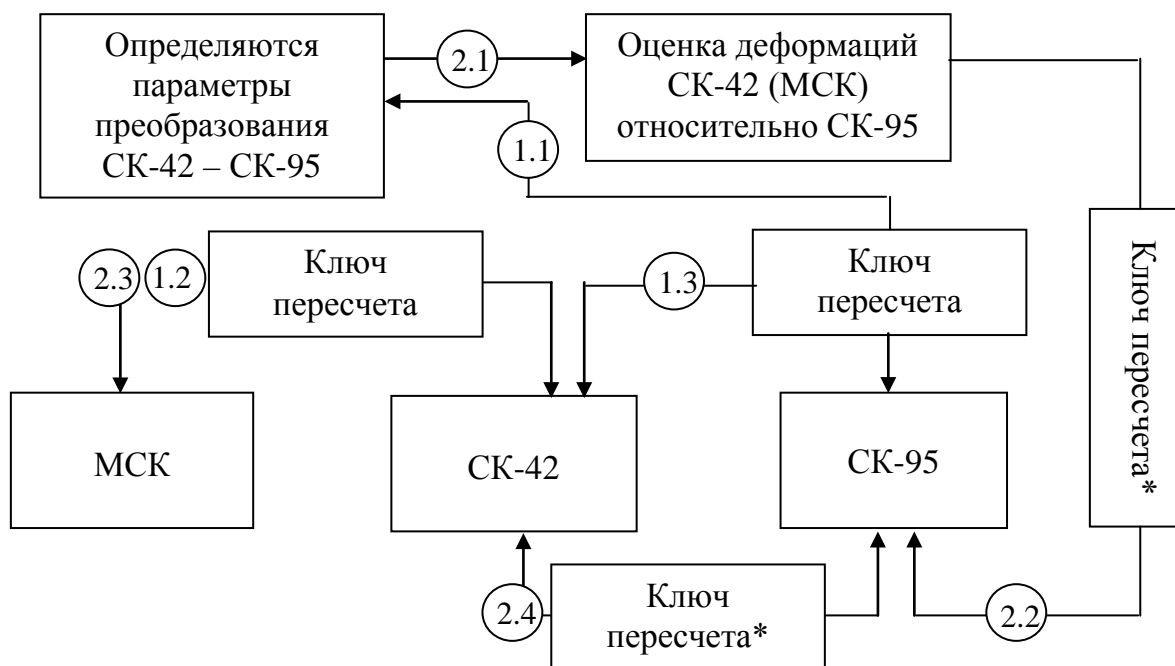 Определяются
параметры
преобразования
СК-42 – СК-95
2.1
Оценка деформаций
СК-42 (МСК)
относительно СК-95
1.1
2.3
1.2
Ключ
пересчета
1.3
Ключ
пересчета
Ключ пересчета*
МСК
СК-42
СК-95
2.4
Ключ
пересчета*
2.2